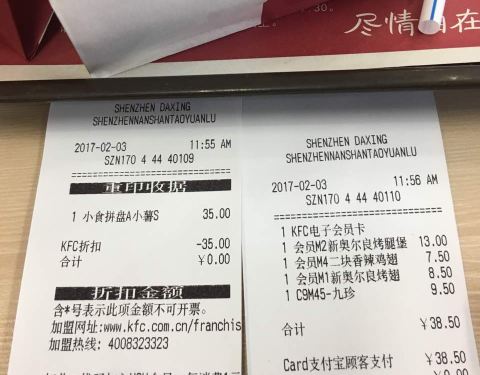 尽情自在
SHENZHEN DAXING
SHENZHENNANSHANTAOYUANLU
2017-02-03 11:55 AM
SZN170 4 44 40109
重印收据
1 小食拼盘A小薯S 35.00
KFC折扣 -35.00
合计 ￥0.00
折扣金额
含*号表示此项金额不可开票。
加盟网址:www.kfc.com.cn/franchis
加盟热线: 4008323323
SHENZHEN DAXING
SHENZHENNANSHANTAOYUANLU
2017-02-03 11:56 AM
SZN170 4 44 40110
1 KFC电子会员卡
1 会员M2新奥尔良烤腿堡 13.00
1 会员M4二块香辣鸡翅 7.50
1 会员M1新奥尔良烤翅 8.50
1 C9M45-九珍 9.50
合计 ￥38.50
Card支付宝顾客支付 ￥38.50